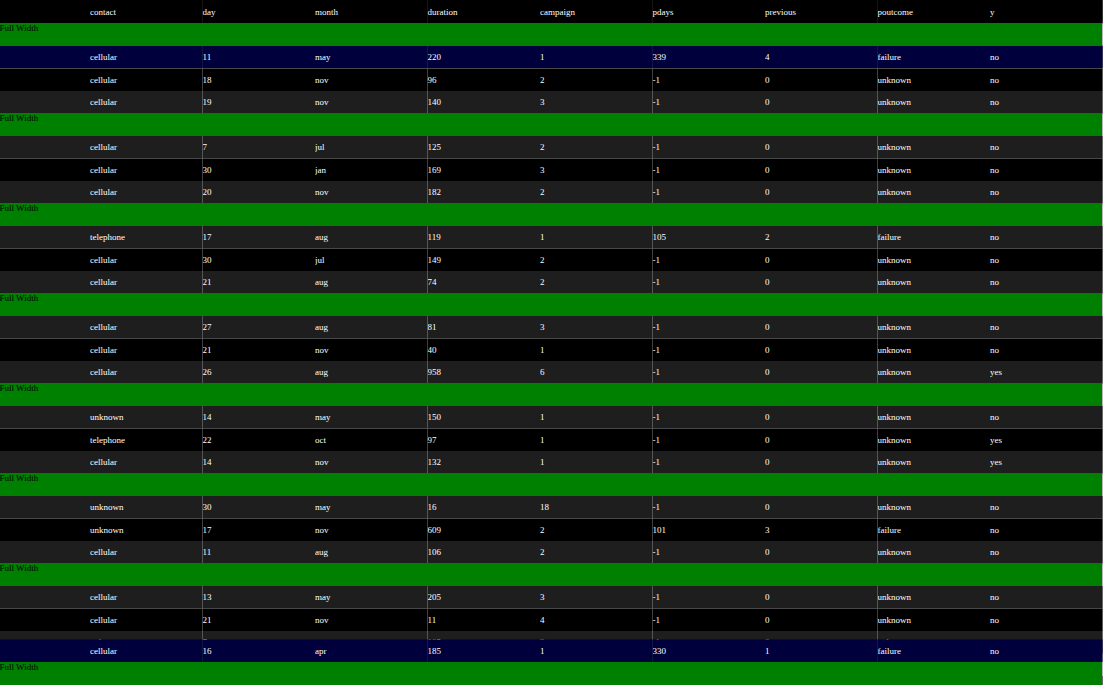 contact day month duration campaign pdays previous poutcome y
Full Width
cellular 11 may 220 1 339 4 failure no
cellular 18 nov 96 2 -1 0 unknown no
cellular 19 nov 140 3 -1 0 unknown no
Full Width
cellular 7 jul 125 2 -1 0 unknown no
cellular 30 jan 169 3 -1 0 unknown no
cellular 20 nov 182 2 -1 0 unknown no
Full Width
telephone 17 aug 119 1 105 2 failure no
cellular 30 jul 149 2 -1 0 unknown no
cellular 21 aug 74 2 -1 0 unknown no
Full Width
cellular 27 aug 81 3 -1 0 unknown no
cellular 21 nov 40 1 -1 0 unknown no
cellular 26 aug 958 6 -1 0 unknown yes
Full Width
unknown 14 may 150 1 -1 0 unknown no
telephone 22 oct 97 1 -1 0 unknown yes
cellular 14 nov 132 1 -1 0 unknown yes
Full Width
unknown 30 may 16 18 -1 0 unknown no
unknown 17 nov 609 2 101 3 failure no
cellular 11 aug 106 2 -1 0 unknown no
Full Width
cellular 13 may 205 3 -1 0 unknown no
cellular 21 nov 11 4 -1 0 unknown no
cellular 16 apr 185 1 330 1 failure no
Full Width